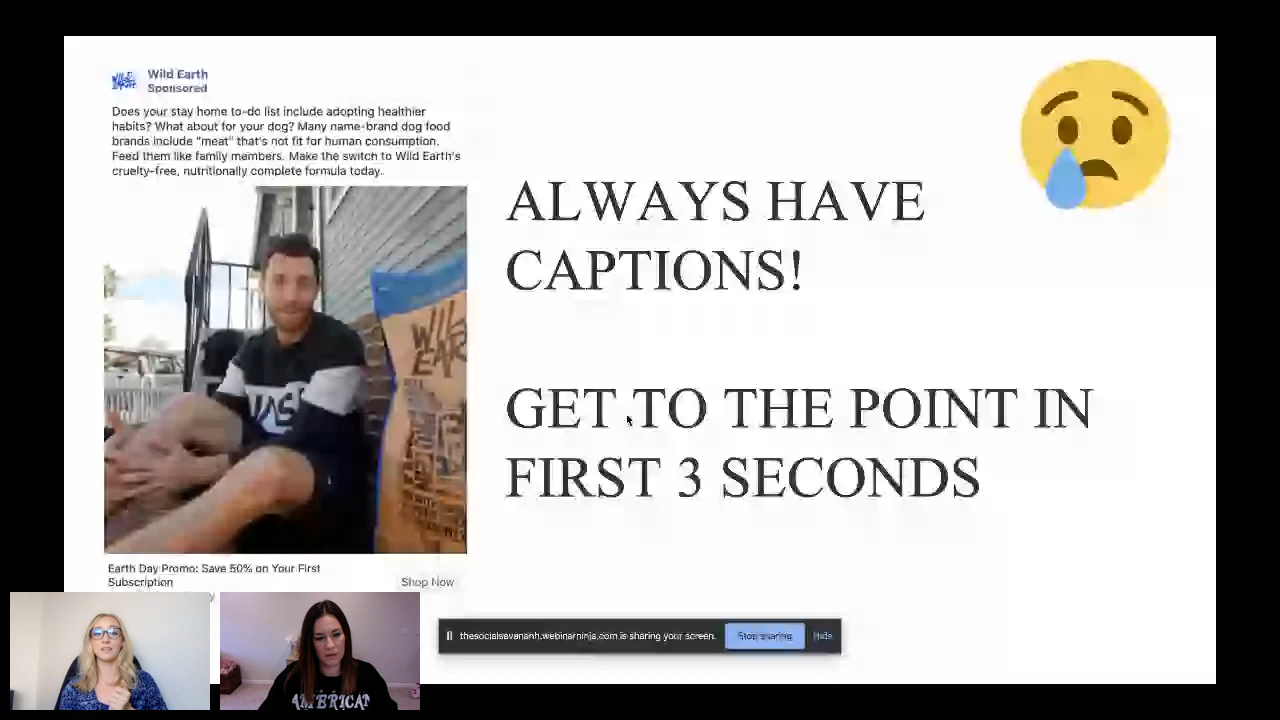 Wild Earth
Sponsored
Does your stay home to-do list include adopting healthier
habits? What about for your dog? Many name-brand dog food
brands include "meat" that's not fit for human consumption.
Feed them like family members. Make the switch to Wild Earth's
cruelty-free, nutritionally complete formula today.
ALWAYS HAVE
CAPTIONS!
GET TO THE POINT IN
FIRST 3 SECONDS
WIL
EAR
Earth Day Promo: Save 50% on Your First
Subscription
Shop Now
thesocialsavannah.webinarninja.com is sharing your screen.
Stop sharing
Hide
AMERICAN